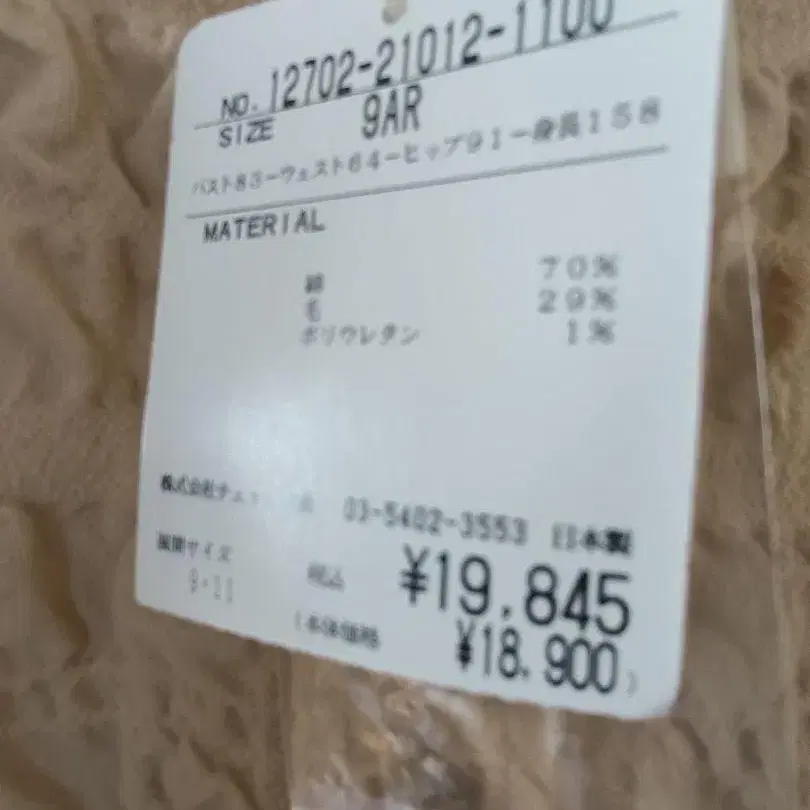 NO. 12702-21012-1100
SIZE 9AR
バスト83-ウェスト64-ヒップ91-身長158
MATERIAL
綿 70%
毛 29%
ポリウレタン 1%
株式会社 03-5402-3553 日本製
展開サイズ 税込 ¥19,845
9・11 (本体価格 ¥18,900)